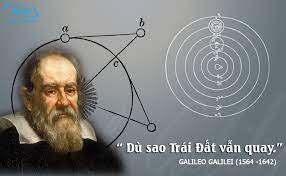 a
b
c
“ Dù sao Trái Đất vẫn quay.”
GALILEO GALILEI (1564 -1642)